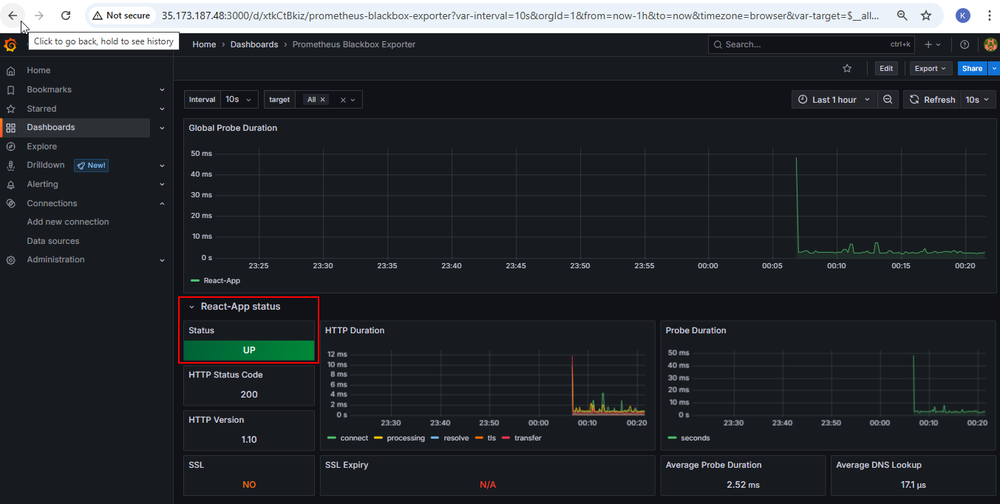 Not secure
35.173.187.48:3000/d/xtkCtBkiz/prometheus-blackbox-exporter?var-interval=10s&orgId=1&from=now-1h&to=now&timezone=browser&var-target=$__all...
K
Click to go back, hold to see history
Home › Dashboards › Prometheus Blackbox Exporter
Search... ctrl+k
Home
Bookmarks
Starred
Dashboards
Explore
Drilldown New!
Alerting
Connections
Add new connection
Data sources
Administration
Edit Export Share
Interval 10s target All × ×
Last 1 hour Refresh 10s
Global Probe Duration
50 ms
40 ms
30 ms
20 ms
10 ms
0 s
23:25 23:30 23:35 23:40 23:45 23:50 23:55 00:00 00:05 00:10 00:15 00:20
React-App
React-App status
Status
UP
HTTP Status Code
200
HTTP Version
1.10
SSL
NO
HTTP Duration
12 ms
10 ms
8 ms
6 ms
4 ms
2 ms
0 s
23:30 23:40 23:50 00:00 00:10 00:20
connect processing resolve tls transfer
SSL Expiry
N/A
Probe Duration
50 ms
40 ms
30 ms
20 ms
10 ms
0 s
23:30 23:40 23:50 00:00 00:10 00:20
seconds
Average Probe Duration
2.52 ms
Average DNS Lookup
17.1 µs